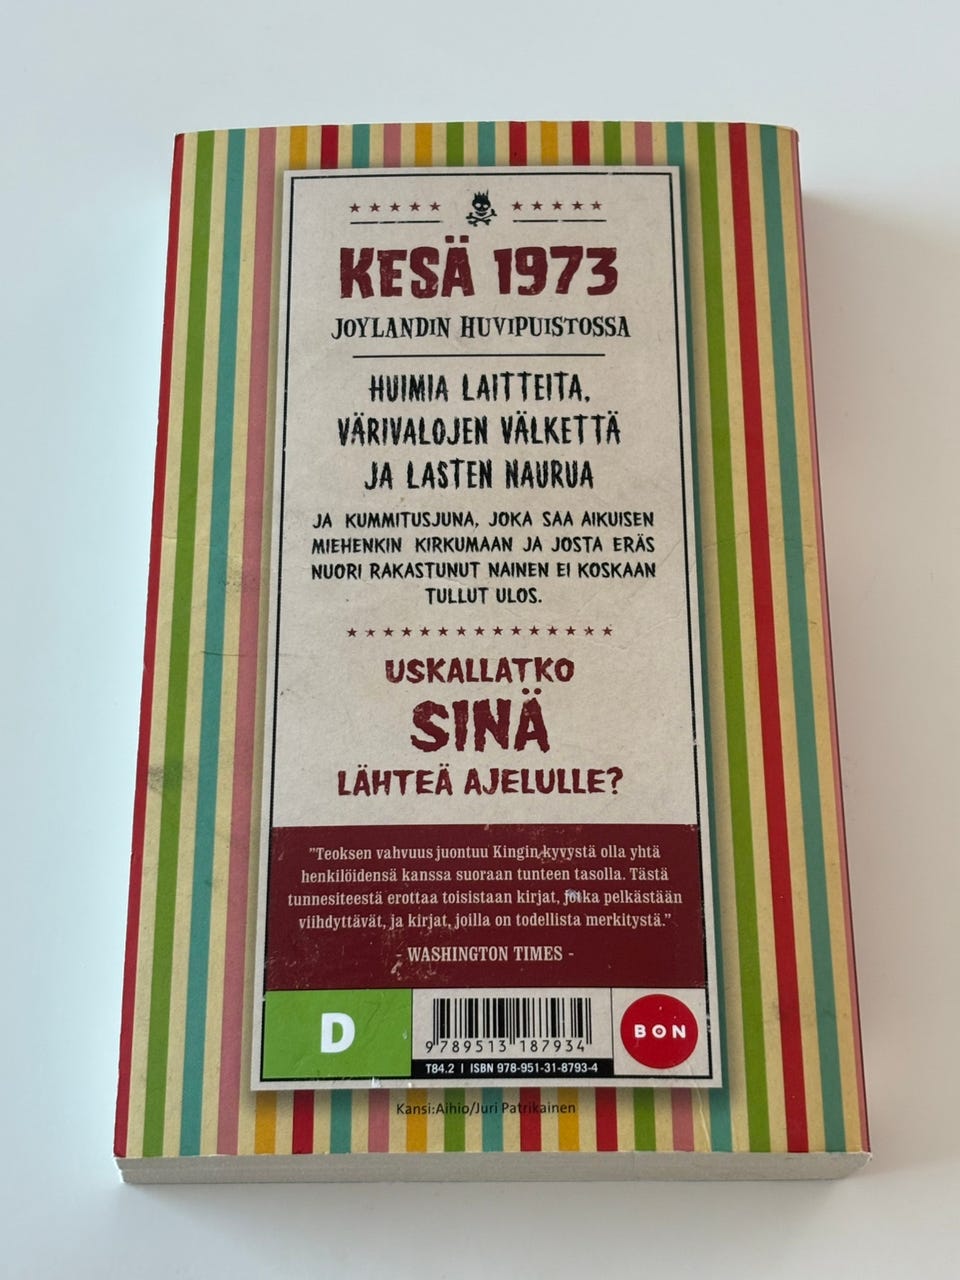 KESÄ 1973
JOYLANDIN HUVIPUISTOSSA
HUIMIA LAITTEITA,
VÄRIVALOJEN VÄLKETTÄ
JA LASTEN NAURUA
JA KUMMITUSJUNA, JOKA SAA AIKUISEN
MIEHENKIN KIRKUMAAN JA JOSTA ERÄS
NUORI RAKASTUNUT NAINEN EI KOSKAAN
TULLUT ULOS.
USKALLATKO
SINÄ
LÄHTEÄ AJELULLE?
"Teoksen vahvuus juontuu Kingin kyvystä olla yhtä
henkilöidensä kanssa suoraan tunteen tasolla. Tästä
tunnesiteestä erottaa toisistaan kirjat, jotka pelkästään
viihdyttävät, ja kirjat, joilla on todellista merkitystä."
- WASHINGTON TIMES -
D
9 789513 187934
T84.2 | ISBN 978-951-31-8793-4
BON
Kansi:Aihio/Juri Patrikainen